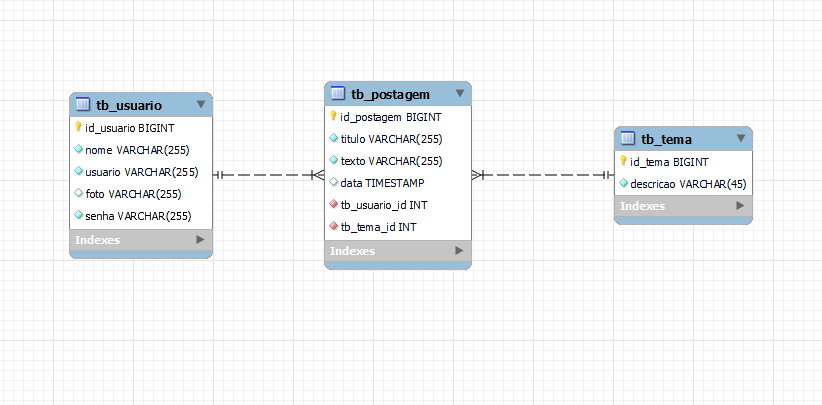 tb_usuario
id_usuario BIGINT
nome VARCHAR(255)
usuario VARCHAR(255)
foto VARCHAR(255)
senha VARCHAR(255)
Indexes
tb_postagem
id_postagem BIGINT
titulo VARCHAR(255)
texto VARCHAR(255)
data TIMESTAMP
tb_usuario_id INT
tb_tema_id INT
Indexes
tb_tema
id_tema BIGINT
descricao VARCHAR(45)
Indexes